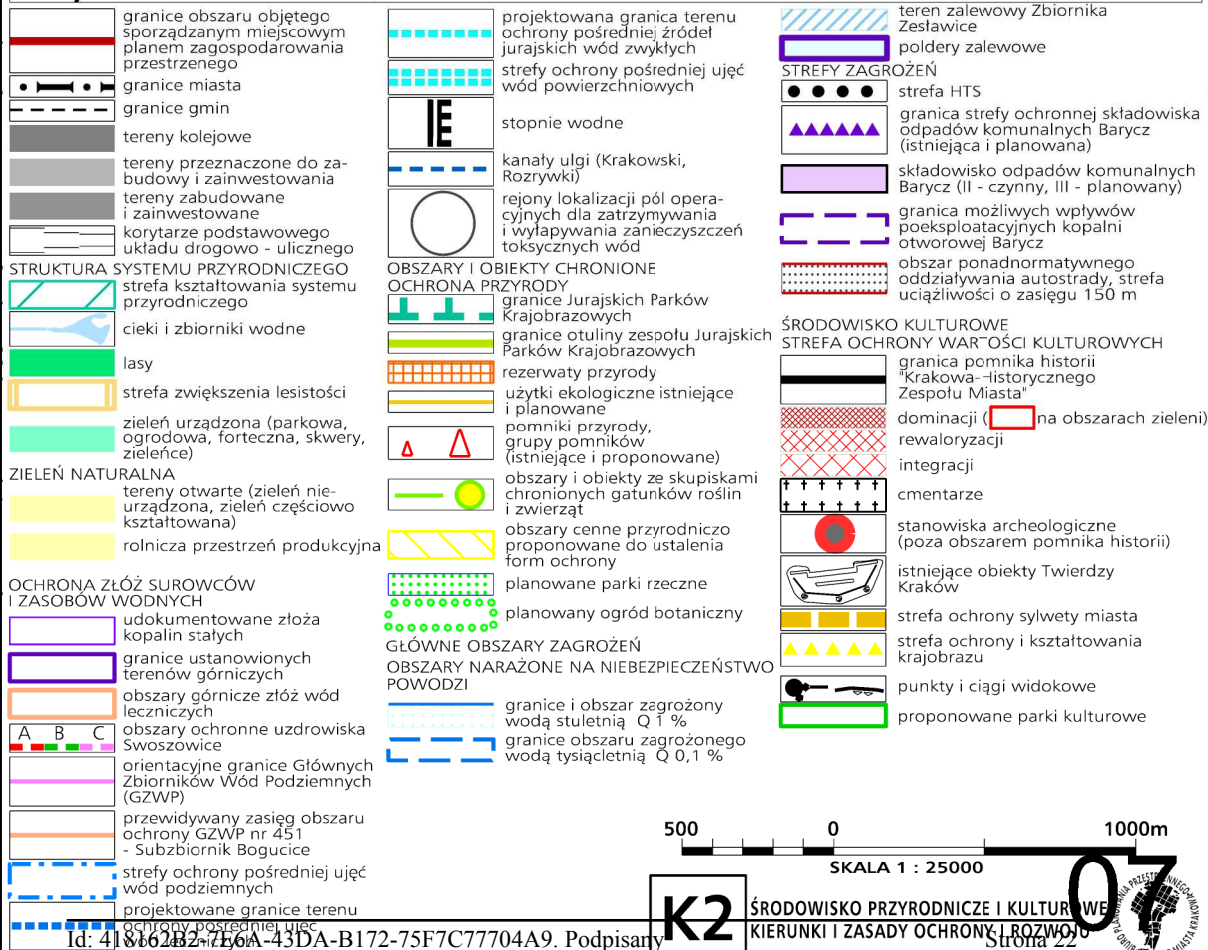 granice obszaru objętego
sporządzanym miejscowym
planem zagospodarowania
przestrzenego
granice miasta
granice gmin
tereny kolejowe
tereny przeznaczone do za-
budowy i zainwestowania
tereny zabudowane
i zainwestowane
korytarze podstawowego
układu drogowo - ulicznego
STRUKTURA SYSTEMU PRZYRODNICZEGO
strefa kształtowania systemu
przyrodniczego
cieki i zbiorniki wodne
lasy
strefa zwiększenia lesistości
zieleń urządzona (parkowa,
ogrodowa, forteczna, skwery,
zieleńce)
ZIELEŃ NATURALNA
tereny otwarte (zieleń nie-
urządzona, zieleń częściowo
kształtowana)
rolnicza przestrzeń produkcyjna
OCHRONA ZŁÓŻ SUROWCÓW
I ZASOBÓW WODNYCH
udokumentowane złoża
kopalin stałych
granice ustanowionych
terenów górniczych
obszary górnicze złóż wód
leczniczych
A B C
obszary ochronne uzdrowiska
Swoszowice
orientacyjne granice Głównych
Zbiorników Wód Podziemnych
(GZWP)
przewidywany zasięg obszaru
ochrony GZWP nr 451
- Subzbiornik Bogucice
strefy ochrony pośredniej ujęć
wód podziemnych
projektowane granice terenu
ochrony pośredniej ujęć
projektowana granica terenu
ochrony pośredniej źródeł
jurajskich wód zwykłych
strefy ochrony pośredniej ujęć
wód powierzchniowych
stopnie wodne
kanały ulgi (Krakowski,
Rozrywki)
rejony lokalizacji pól opera-
cyjnych dla zatrzymywania
i wyłapywania zanieczyszczeń
toksycznych wód
OBSZARY I OBIEKTY CHRONIONE
OCHRONA PRZYRODY
granice Jurajskich Parków
Krajobrazowych
granice otuliny zespołu Jurajskich
Parków Krajobrazowych
rezerwaty przyrody
użytki ekologiczne istniejące
i planowane
pomniki przyrody,
grupy pomników
(istniejące i proponowane)
obszary i obiekty ze skupiskami
chronionych gatunków roślin
i zwierząt
obszary cenne przyrodniczo
proponowane do ustalenia
form ochrony
planowane parki rzeczne
planowany ogród botaniczny
GŁÓWNE OBSZARY ZAGROŻEŃ
OBSZARY NARAŻONE NA NIEBEZPIECZEŃSTWO
POWODZI
granice i obszar zagrożony
wodą stuletnią Q 1 %
granice obszaru zagrożonego
wodą tysiącletnią Q 0,1 %
teren zalewowy Zbiornika
Zesławice
poldery zalewowe
STREFY ZAGROŻEŃ
strefa HTS
granica strefy ochronnej składowiska
odpadów komunalnych Barycz
(istniejąca i planowana)
składowisko odpadów komunalnych
Barycz (II - czynny, III - planowany)
granica możliwych wpływów
poeksploatacyjnych kopalni
otworowej Barycz
obszar ponadnormatywnego
oddziaływania autostrady, strefa
uciążliwości o zasięgu 150 m
ŚRODOWISKO KULTUROWE
STREFA OCHRONY WARTOŚCI KULTUROWYCH
granica pomnika historii
"Krakowa-Historycznego
Zespołu Miasta"
dominacji ( na obszarach zieleni)
rewaloryzacji
integracji
cmentarze
stanowiska archeologiczne
(poza obszarem pomnika historii)
istniejące obiekty Twierdzy
Kraków
strefa ochrony sylwety miasta
strefa ochrony i kształtowania
krajobrazu
punkty i ciągi widokowe
proponowane parki kulturowe
500 0 1000m
SKALA 1 : 25000
K2
ŚRODOWISKO PRZYRODNICZE I KULTUROWE
KIERUNKI I ZASADY OCHRONY I ROZWOJU
07
Id: 418162B2-7E6A-43DA-B172-75F7C77704A9. Podpisany
Strona 22